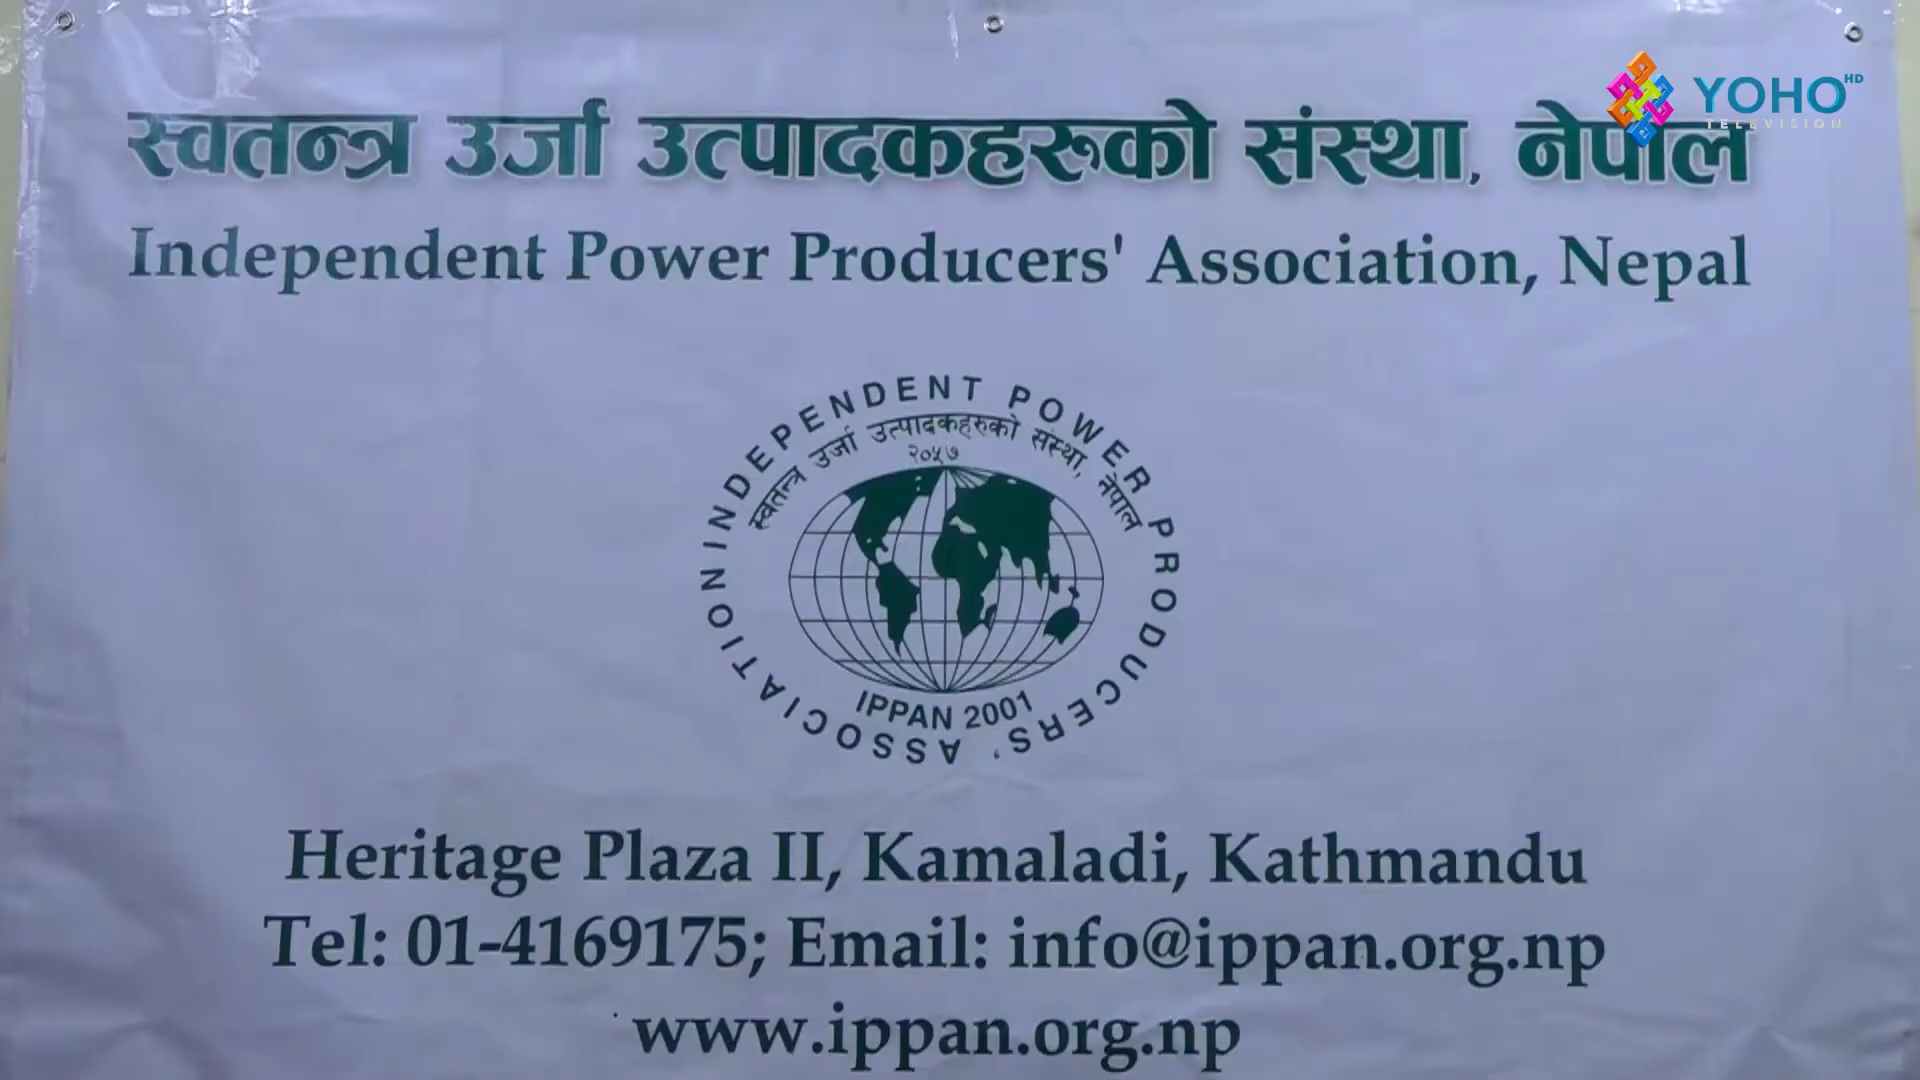 YOHO HD
TELEVISION
स्वतन्त्र उर्जा उत्पादकहरुको संस्था, नेपाल
Independent Power Producers' Association, Nepal
INDEPENDENT POWER PRODUCERS' ASSOCIATION
स्वतन्त्र उर्जा उत्पादकहरुको संस्था, नेपाल
२०५७
IPPAN 2001
Heritage Plaza II, Kamaladi, Kathmandu
Tel: 01-4169175; Email: info@ippan.org.np
www.ippan.org.np